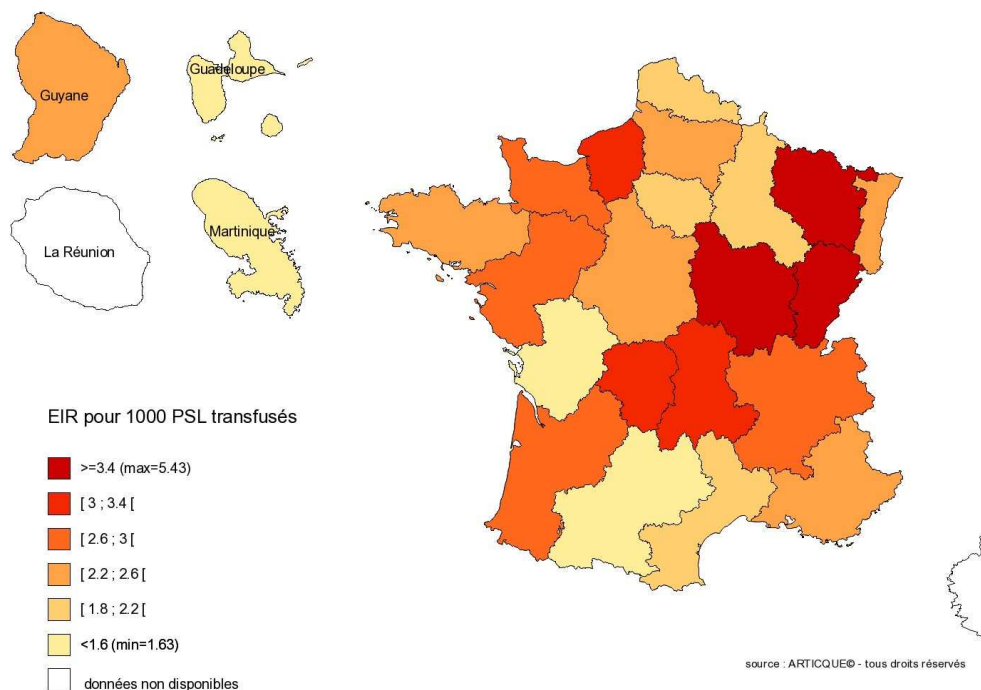 Guyane
Guadeloupe
La Réunion
Martinique
EIR pour 1000 PSL transfusés
>=3.4 (max=5.43)
[ 3 ; 3.4 [
[ 2.6 ; 3 [
[ 2.2 ; 2.6 [
[ 1.8 ; 2.2 [
<1.6 (min=1.63)
données non disponibles
source : ARTICQUE© - tous droits réservés